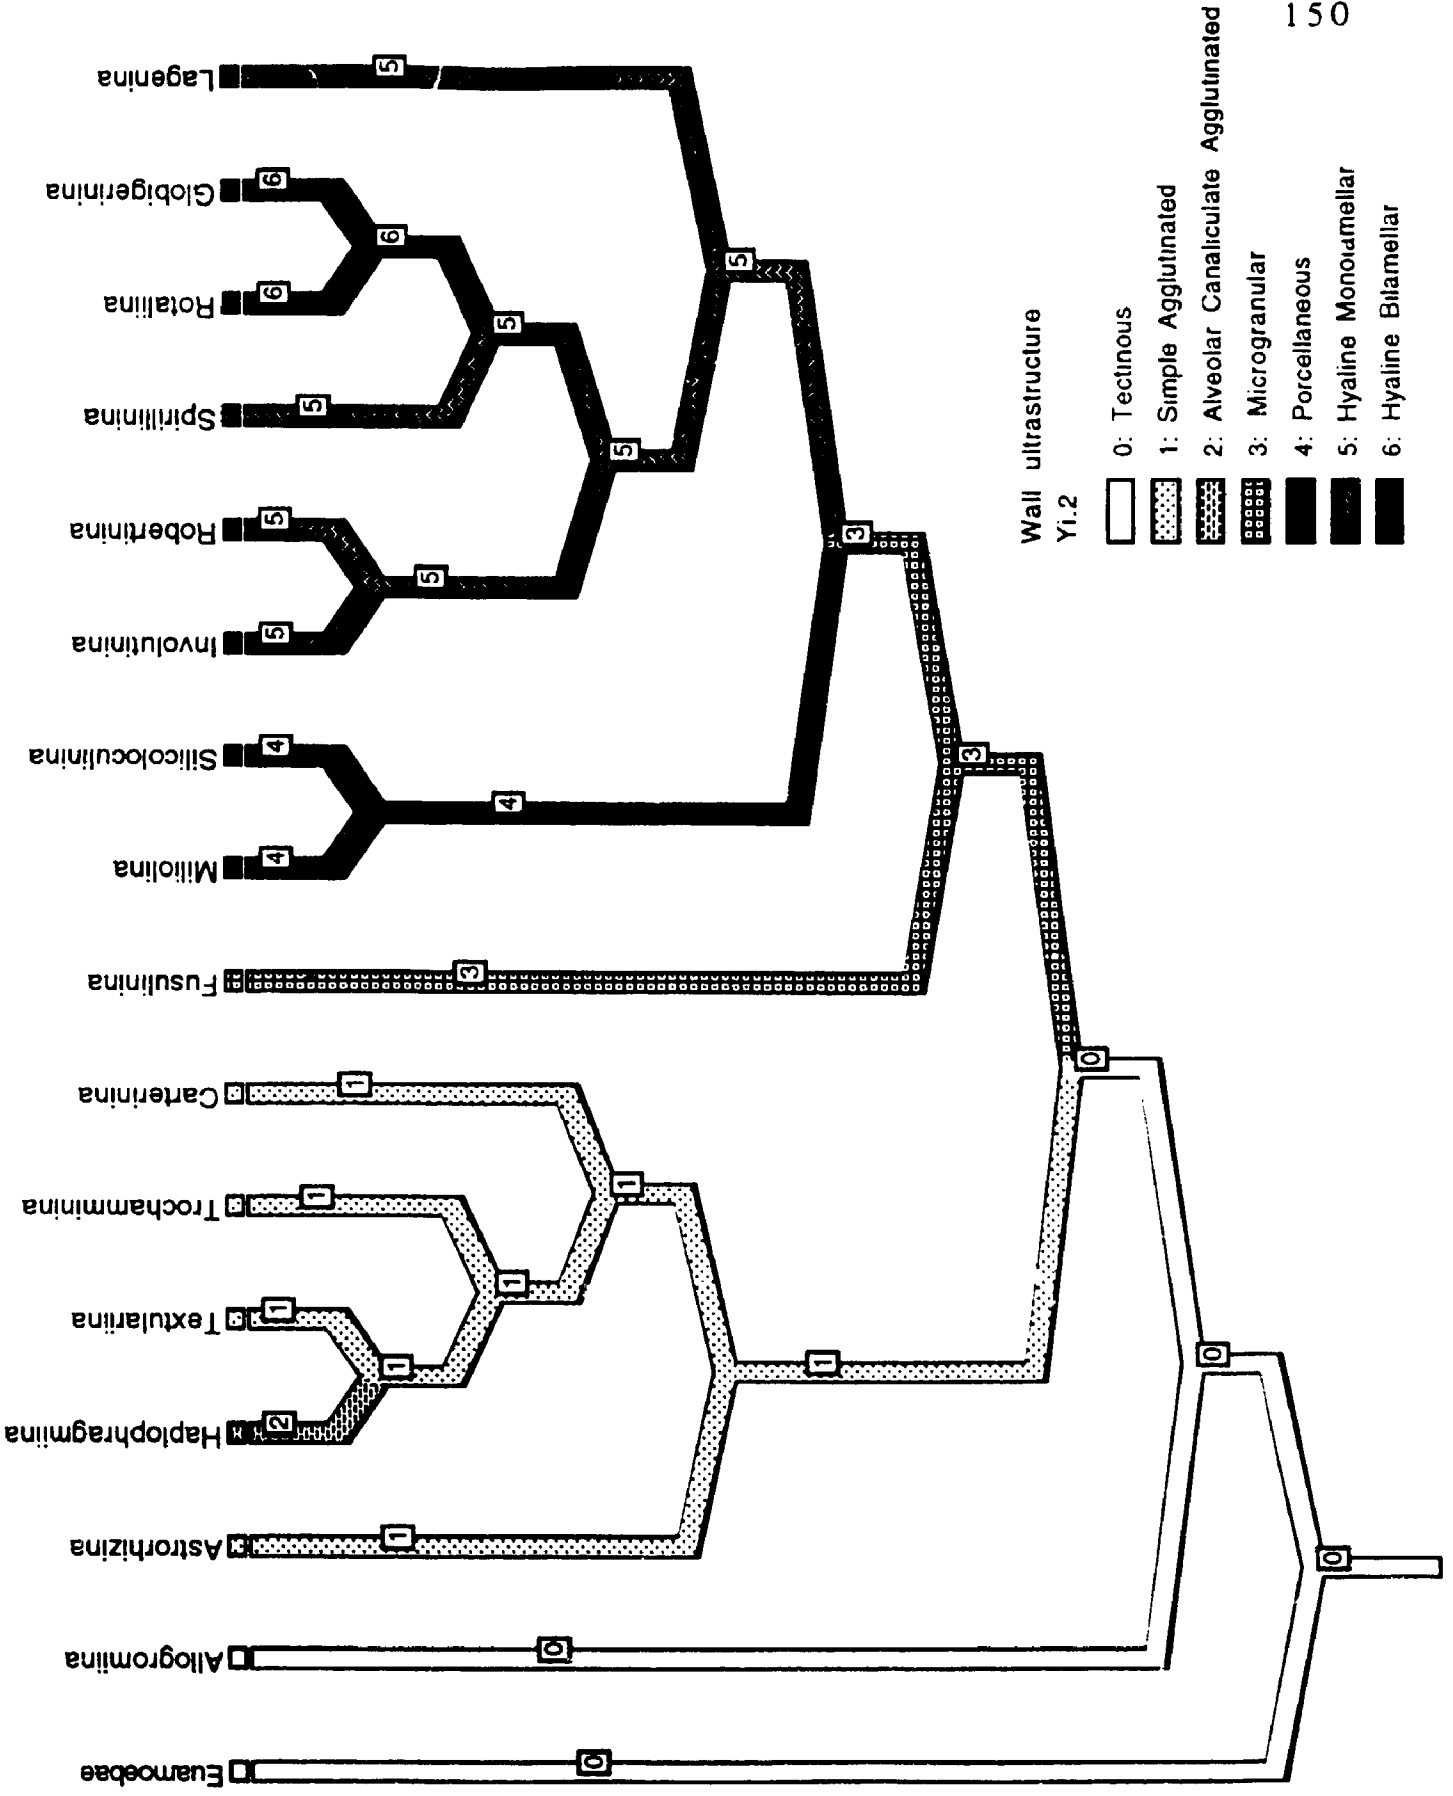 150
Lagenina
5
Globigerinina
6
6
Rotaliina
6
5
Spirillinina
5
5
5
Robertinina
5
5
Involutinina
5
3
Silicoloculinina
4
4
Miliolina
4
3
Fusulinina
3
0
Carterinina
1
Trochamminina
1
1
1
Textulariina
1
1
1
Haplophragmiina
2
0
Astrorhizina
1
0
Allogromiina
0
Euamoebae
0
Wall ultrastructure
Yi.2
0: Tectinous
1: Simple Agglutinated
2: Alveolar Canaliculate Agglutinated
3: Microgranular
4: Porcellaneous
5: Hyaline Monolamellar
6: Hyaline Bilamellar